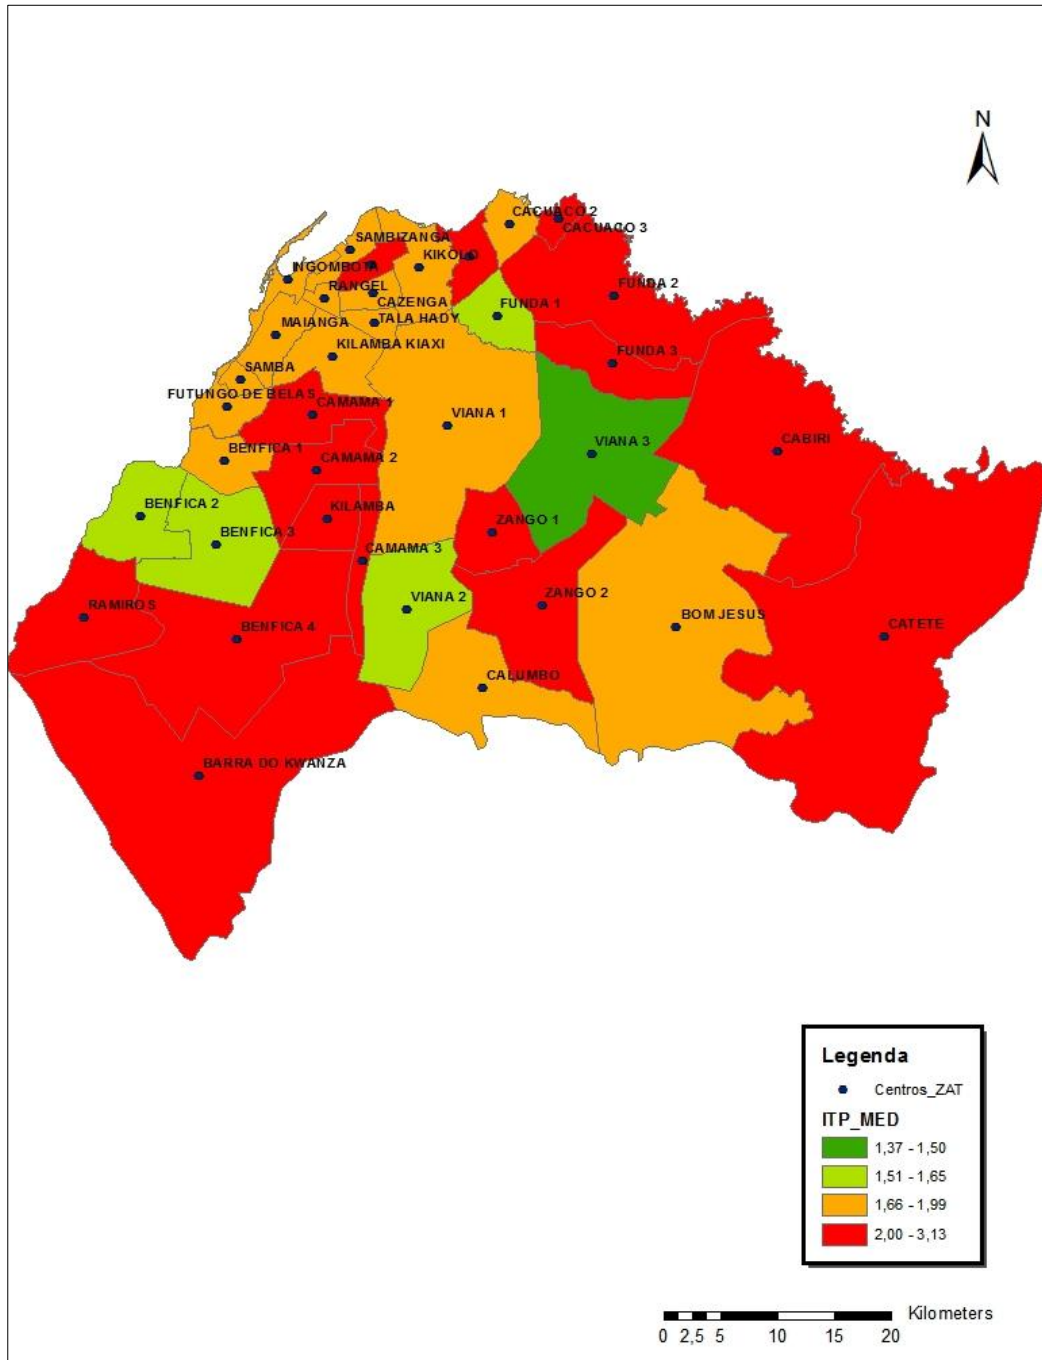 N
CACUACO 2
CACUACO 3
SAMBIZANGA
KIKOLO
INGOMBOTA
RANGEL
CAZENGA
FUNDA 2
FUNDA 1
MAIANGA
TALA HADY
KILAMBA KIAXI
FUNDA 3
SAMBA
FUTUNGO DE BELAS
CAMAMA 1
VIANA 1
VIANA 3
CABIRI
BENFICA 1
CAMAMA 2
BENFICA 2
KILAMBA
ZANGO 1
BENFICA 3
CAMAMA 3
RAMIROS
VIANA 2
ZANGO 2
BENFICA 4
BOM JESUS
CATETE
CALUMBO
BARRA DO KWANZA
Legenda
Centros_ZAT
ITP_MED
1,37 - 1,50
1,51 - 1,65
1,66 - 1,99
2,00 - 3,13
Kilometers
0 2,5 5 10 15 20